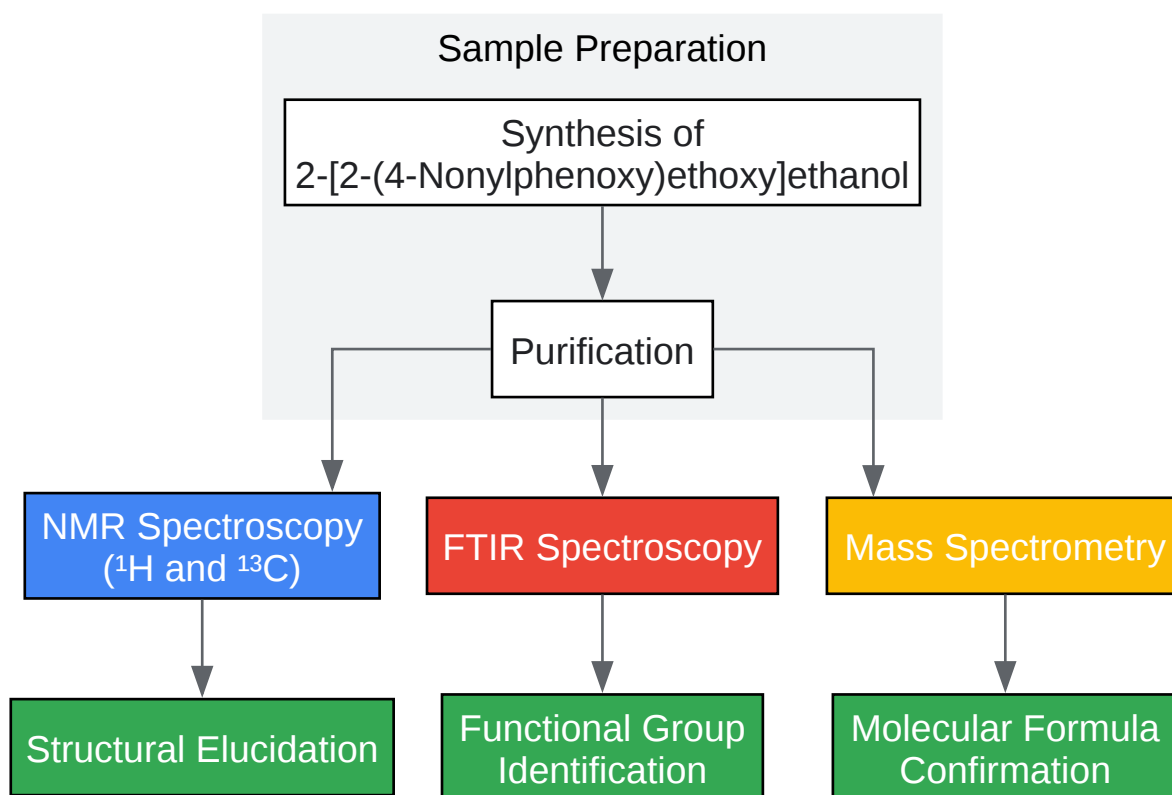 Sample Preparation
Synthesis of
2-[2-(4-Nonylphenoxy)ethoxy]ethanol
Purification
NMR Spectroscopy
(¹H and ¹³C)
FTIR Spectroscopy
Mass Spectrometry
Structural Elucidation
Functional Group
Identification
Molecular Formula
Confirmation